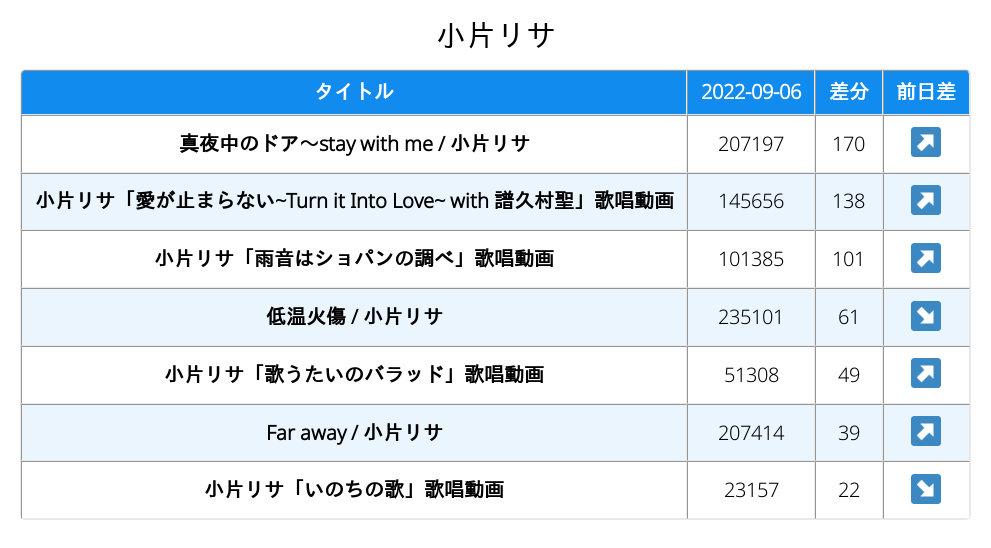 小片リサ
タイトル 2022-09-06 差分 前日差
真夜中のドア〜stay with me / 小片リサ 207197 170 ↗
小片リサ「愛が止まらない~Turn it Into Love~ with 譜久村聖」歌唱動画 145656 138 ↗
小片リサ「雨音はショパンの調べ」歌唱動画 101385 101 ↗
低温火傷 / 小片リサ 235101 61 ↘
小片リサ「歌うたいのバラッド」歌唱動画 51308 49 ↗
Far away / 小片リサ 207414 39 ↗
小片リサ「いのちの歌」歌唱動画 23157 22 ↘